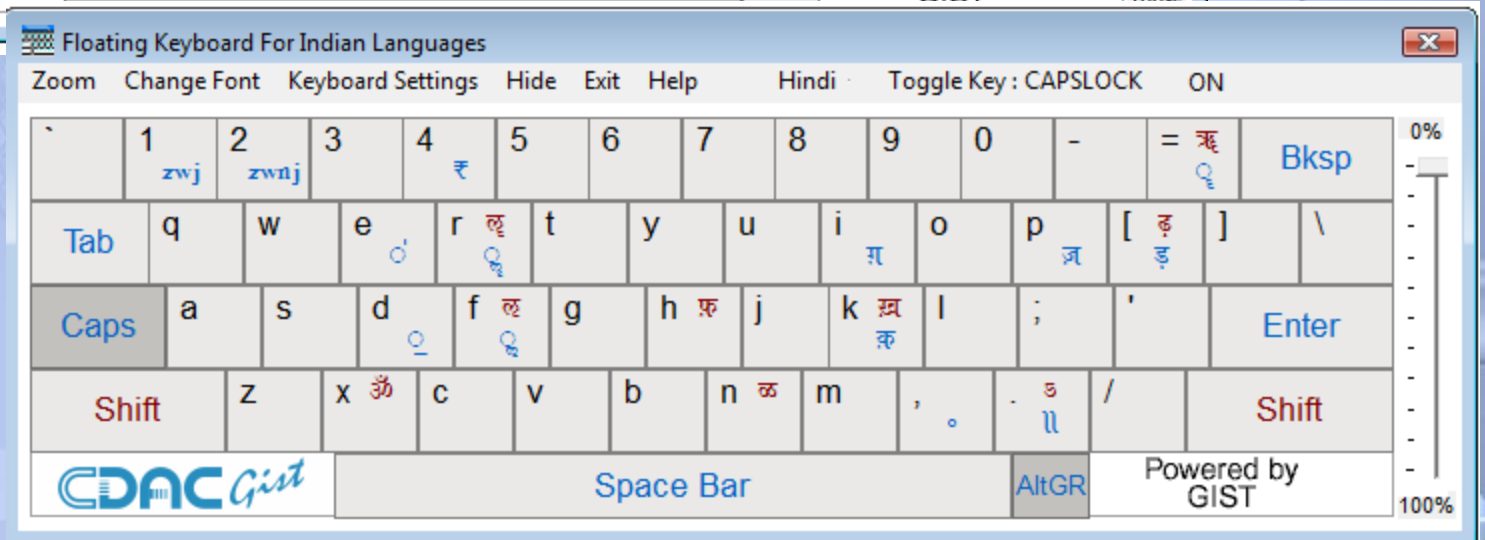 Floating Keyboard For Indian Languages
Zoom Change Font Keyboard Settings Hide Exit Help Hindi Toggle Key : CAPSLOCK ON
` 1 zwj 2 zwnj 3 4 ₹ 5 6 7 8 9 0 - = ॠ ॄ Bksp 0%
Tab q w e ॑ r ॡ ॣ t y u i ग़ o p ज़ [ ढ़ ड़ ] \
Caps a s d ॒ f ऌ ॢ g h फ़ j k ख़ क़ l ; ' Enter
Shift z x ॐ c v b n ळ m , ॰ . ऽ ॥ / Shift
CDAC Gist Space Bar AltGR Powered by
GIST
100%